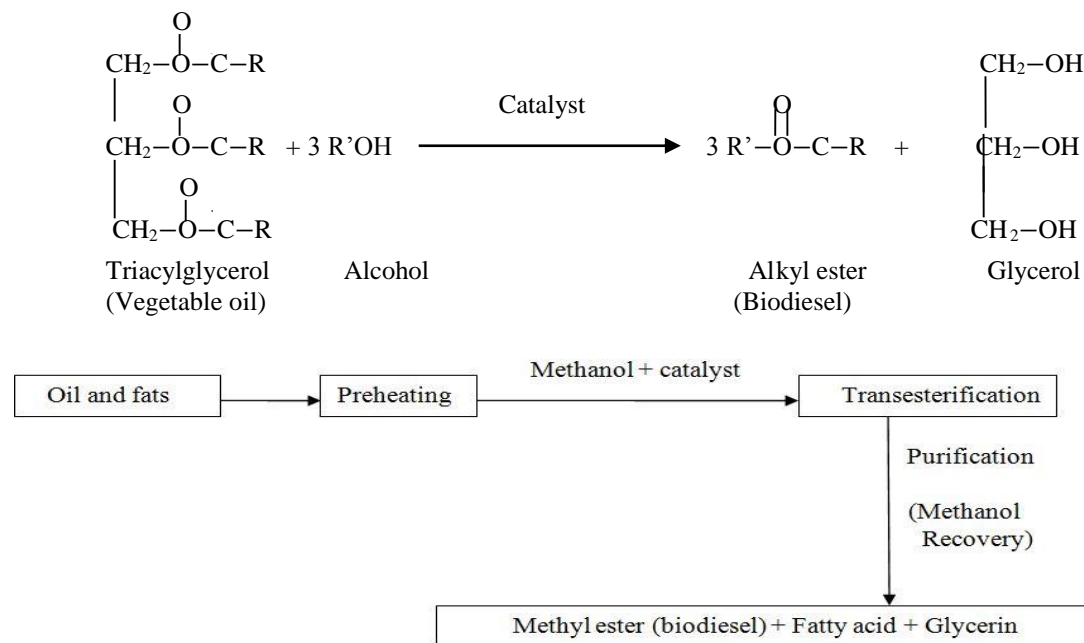 O
CH₂−O−C−R
O
O
Catalyst
CH₂−O−C−R + 3 R’OH
3 R’−O−C−R +
O
CH₂−O−C−R
CH₂−OH
CH₂−OH
CH₂−OH
Triacylglycerol
(Vegetable oil)
Alcohol
Alkyl ester
(Biodiesel)
Glycerol
Oil and fats
Preheating
Methanol + catalyst
Transesterification
Purification
(Methanol
Recovery)
Methyl ester (biodiesel) + Fatty acid + Glycerin